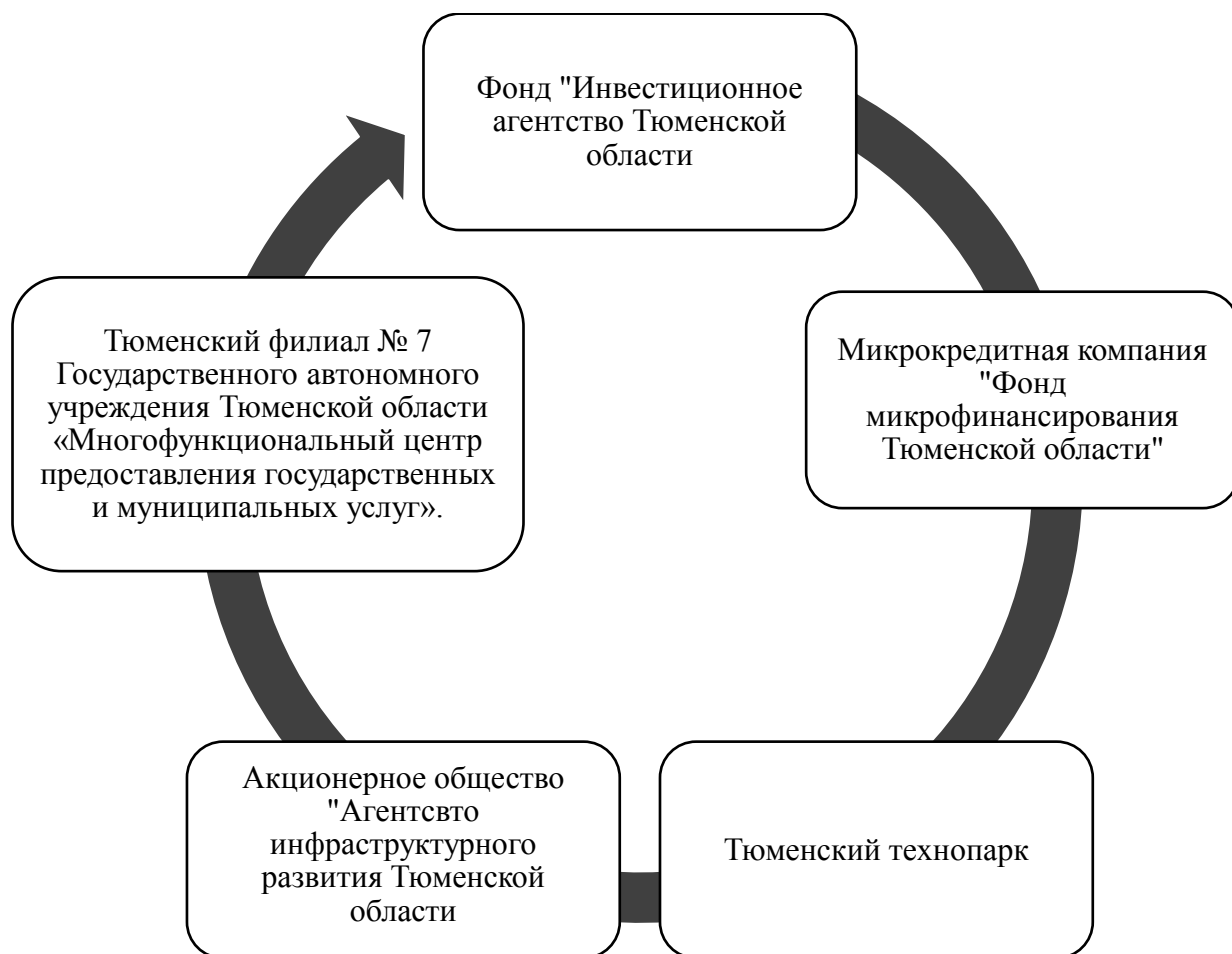 Фонд "Инвестиционное
агентство Тюменской
области
Микрокредитная компания
"Фонд
микрофинансирования
Тюменской области"
Тюменский технопарк
Акционерное общество
"Агентсвто
инфраструктурного
развития Тюменской
области
Тюменский филиал № 7
Государственного автономного
учреждения Тюменской области
«Многофункциональный центр
предоставления государственных
и муниципальных услуг».